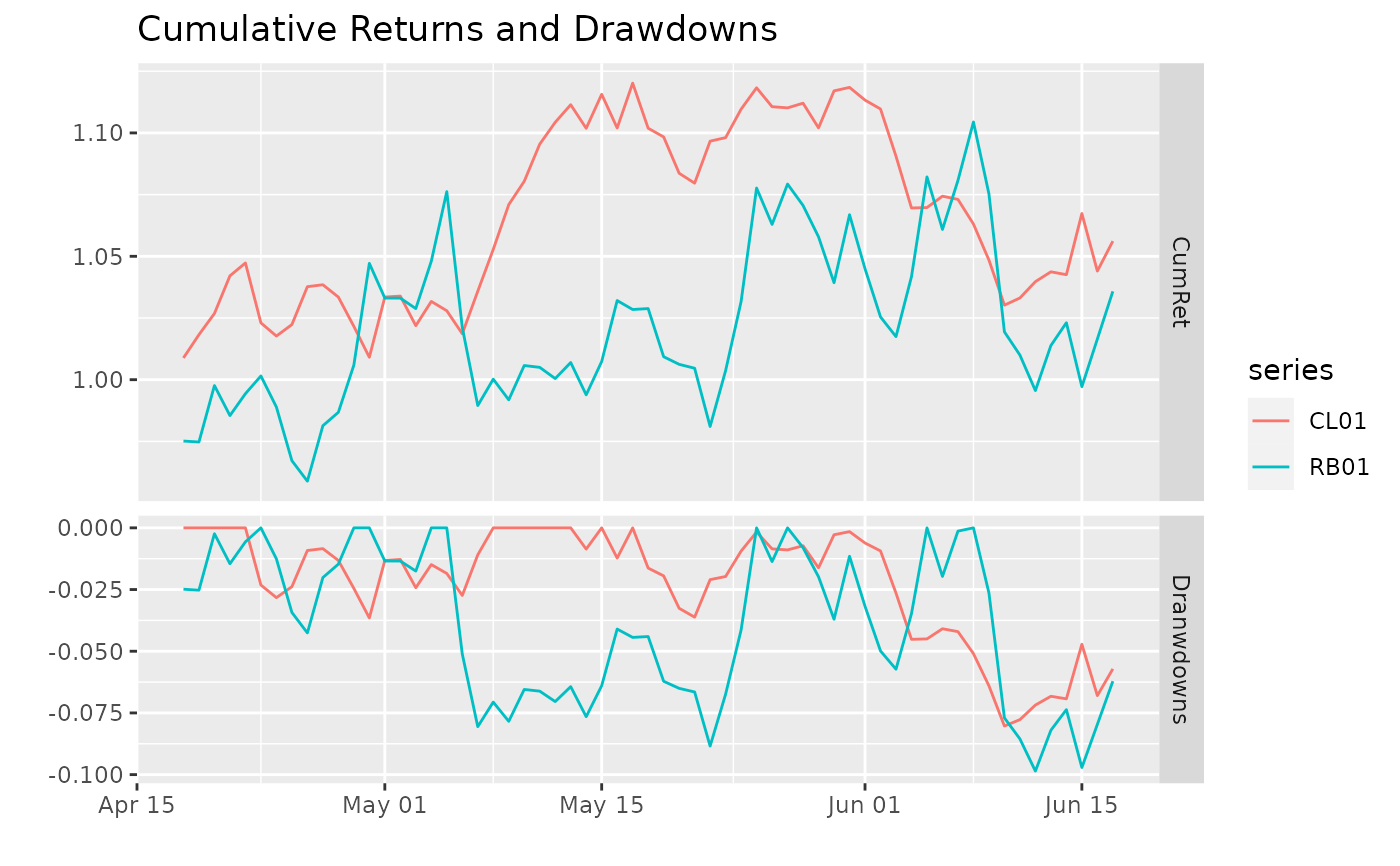 Cumulative Returns and Drawdowns
1.10
1.05
1.00
CumRet
0.000
-0.025
-0.050
-0.075
-0.100
Dranwdowns
Apr 15
May 01
May 15
Jun 01
Jun 15
series
CL01
RB01